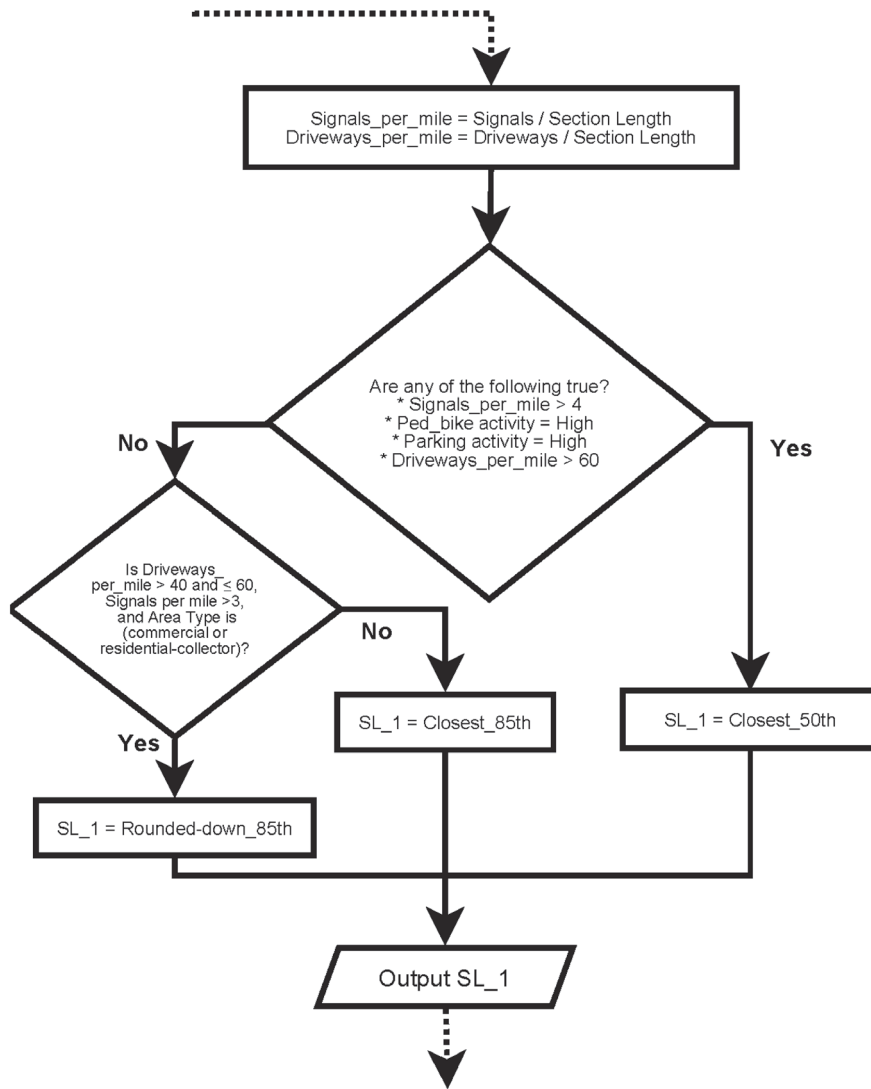 Signals_per_mile = Signals / Section Length
Driveways_per_mile = Driveways / Section Length
Are any of the following true?
* Signals_per_mile > 4
* Ped_bike activity = High
* Parking activity = High
* Driveways_per_mile > 60
No
Yes
Is Driveways_
per_mile > 40 and ≤ 60,
Signals per mile >3,
and Area Type is
(commercial or
residential-collector)?
No
Yes
SL_1 = Closest_85th
SL_1 = Closest_50th
SL_1 = Rounded-down_85th
Output SL_1